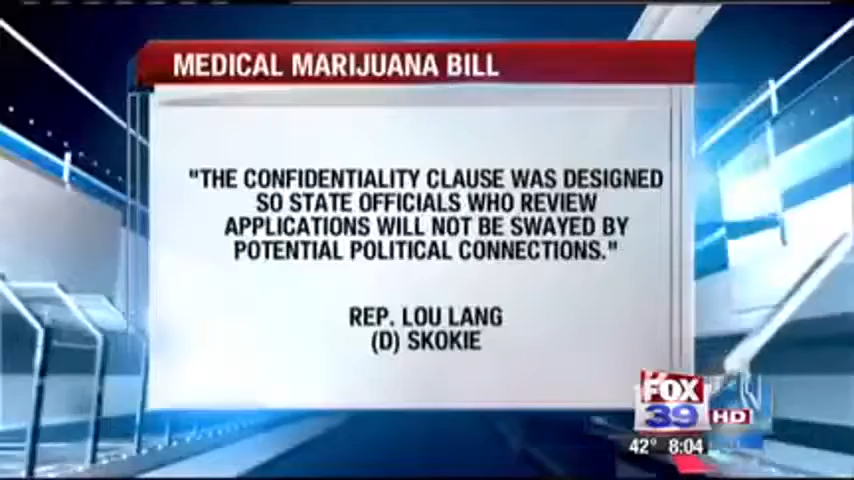 MEDICAL MARIJUANA BILL
"THE CONFIDENTIALITY CLAUSE WAS DESIGNED
SO STATE OFFICIALS WHO REVIEW
APPLICATIONS WILL NOT BE SWAYED BY
POTENTIAL POLITICAL CONNECTIONS."
REP. LOU LANG
(D) SKOKIE
FOX
39 HD
42° 8:04